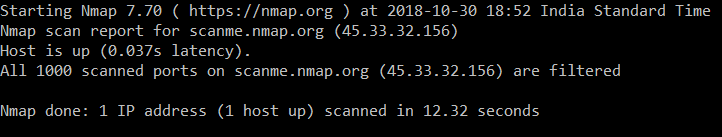 Starting Nmap 7.70 ( https://nmap.org ) at 2018-10-30 18:52 India Standard Time
Nmap scan report for scanme.nmap.org (45.33.32.156)
Host is up (0.037s latency).
All 1000 scanned ports on scanme.nmap.org (45.33.32.156) are filtered
Nmap done: 1 IP address (1 host up) scanned in 12.32 seconds